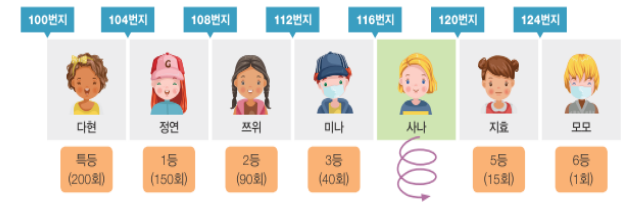 100번지 104번지 108번지 112번지 116번지 120번지 124번지
다현 정연 쯔위 미나 사나 지효 모모
특등 1등 2등 3등 5등 6등
(200회) (150회) (90회) (40회) (15회) (1회)